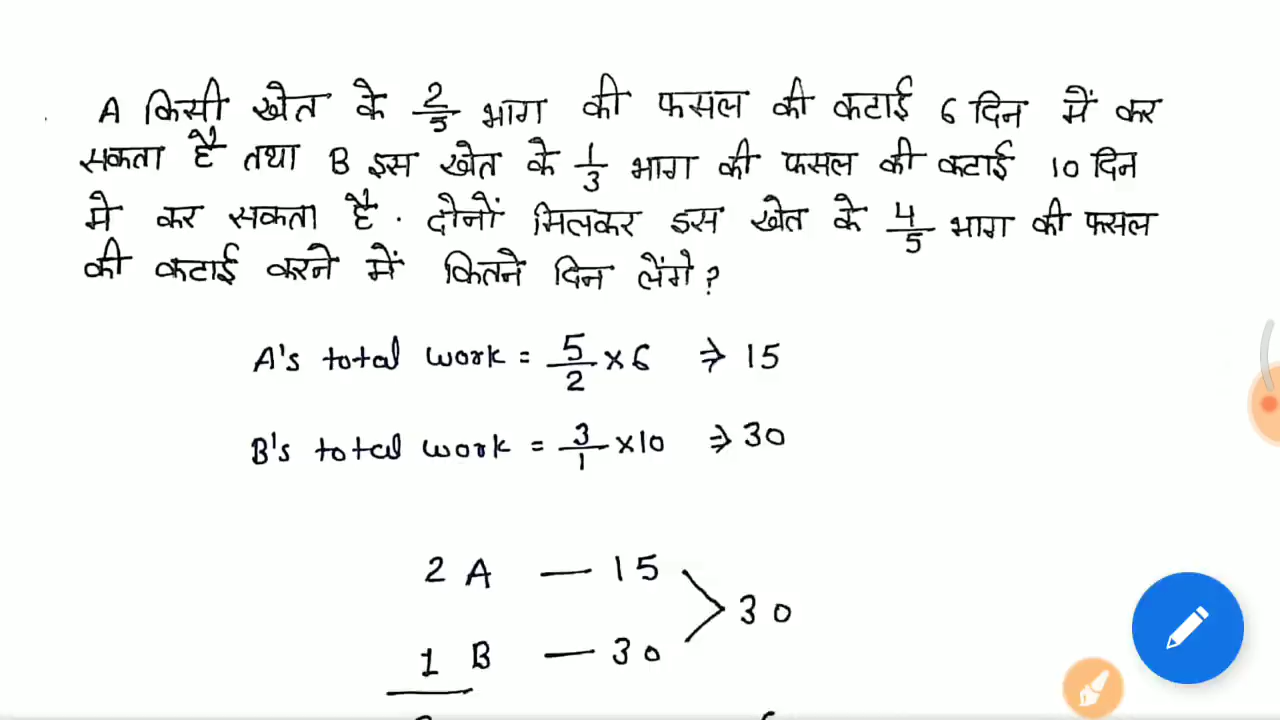 A किसी खेत के 2/5 भाग की फसल की कटाई 6 दिन में कर
सकता है तथा B इस खेत के 1/3 भाग की फसल की कटाई 10 दिन
मे कर सकता है . दोनों मिलकर इस खेत के 4/5 भाग की फसल
की कटाई करने में कितने दिन लेंगे ?
A's total work = 5/2 × 6 ⇒ 15
B's total work = 3/1 × 10 ⇒ 30
2 A — 15
30
1 B — 30